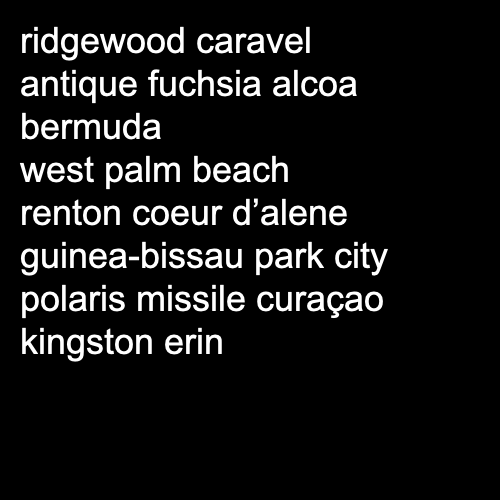 ridgewood caravel
antique fuchsia alcoa
bermuda
west palm beach
renton coeur d’alene
guinea-bissau park city
polaris missile curaçao
kingston erin